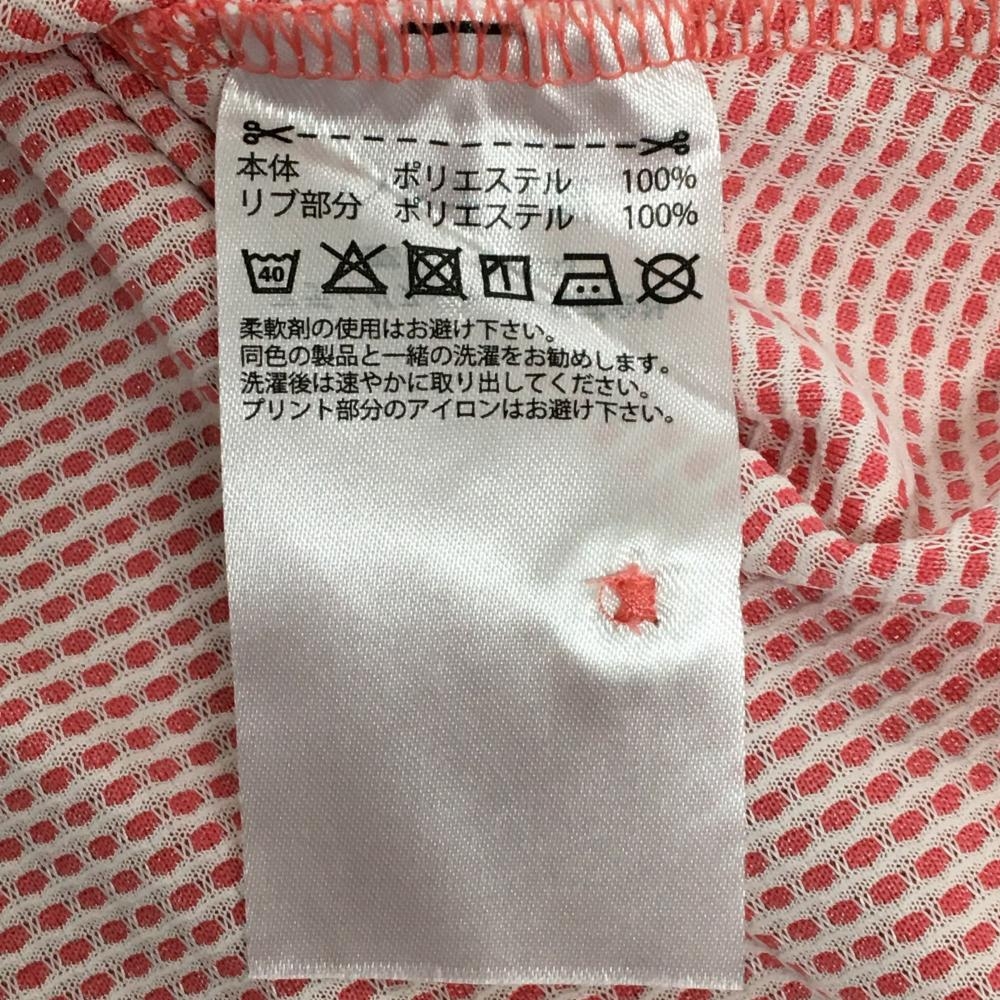 本体 ポリエステル 100%
リブ部分 ポリエステル 100%
40
柔軟剤の使用はお避け下さい。
同色の製品と一緒の洗濯をお勧めします。
洗濯後は速やかに取り出してください。
プリント部分のアイロンはお避け下さい。